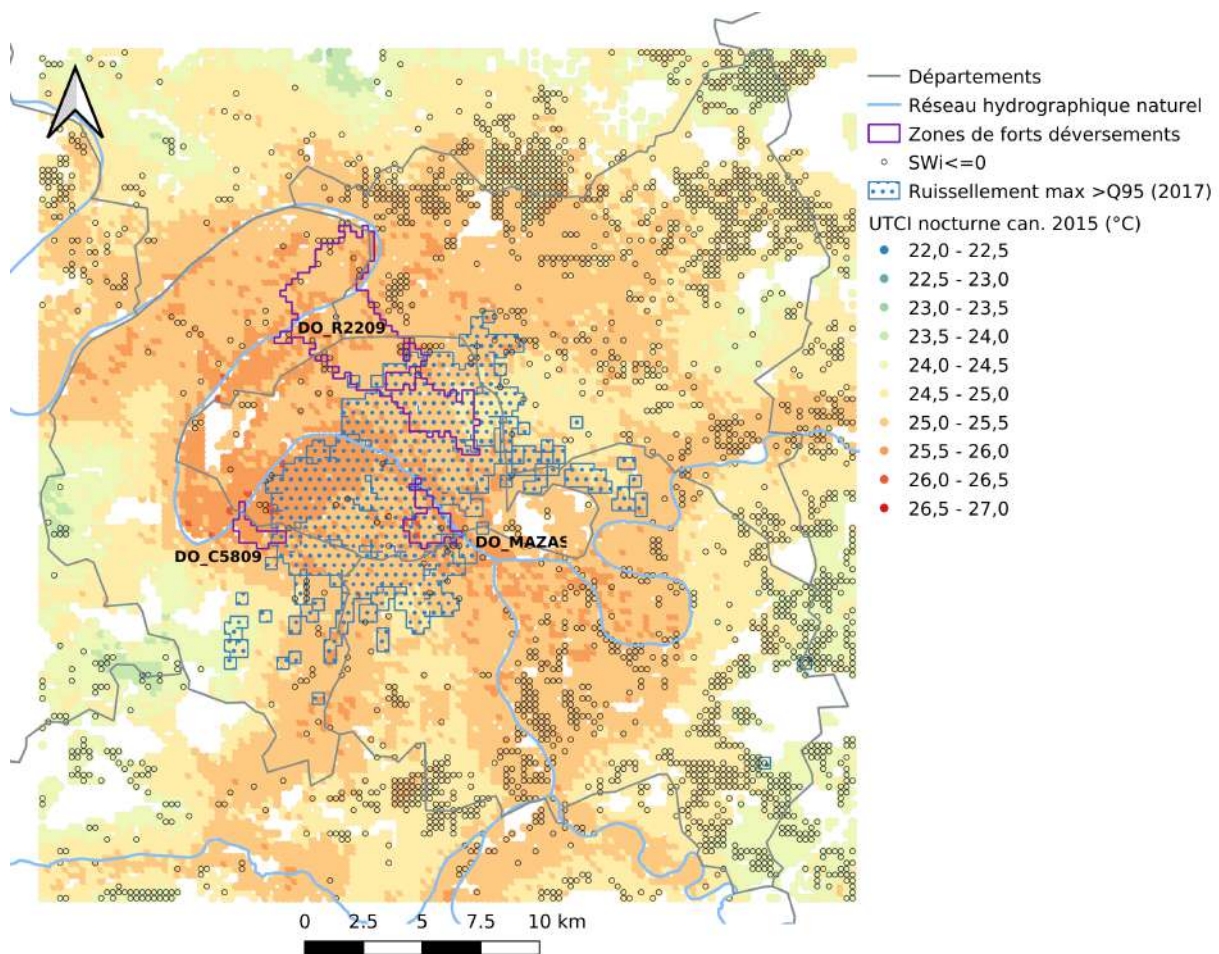 Départements
Réseau hydrographique naturel
Zones de forts déversements
SWi<=0
Ruissellement max >Q95 (2017)
UTCI nocturne can. 2015 (°C)
22,0 - 22,5
22,5 - 23,0
23,0 - 23,5
23,5 - 24,0
24,0 - 24,5
24,5 - 25,0
25,0 - 25,5
25,5 - 26,0
26,0 - 26,5
26,5 - 27,0
DO_R2209
DO_C5809
DO_MAZAS
0 2.5 5 7.5 10 km